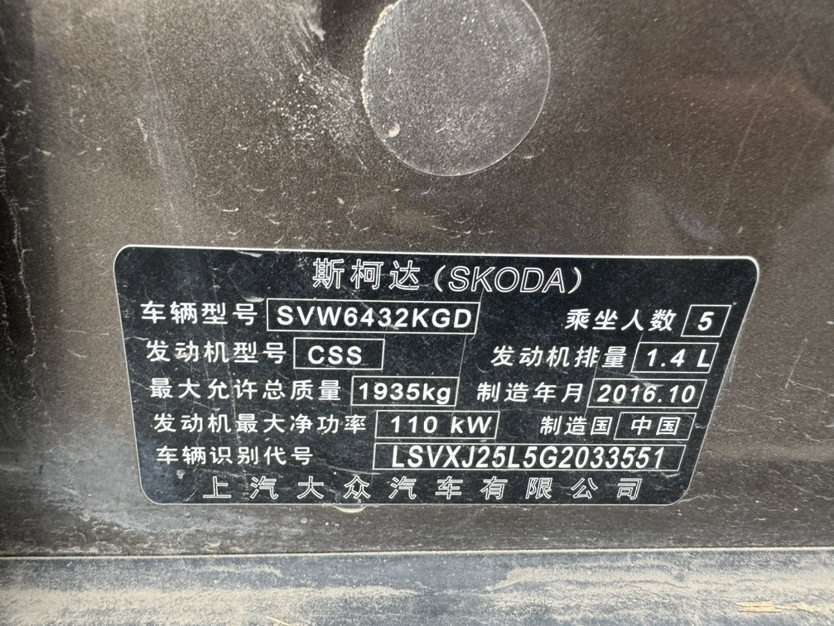 斯柯达(SKODA)
车辆型号 SVW6432KGD 乘坐人数 5
发动机型号 CSS 发动机排量 1.4 L
最大允许总质量 1935kg 制造年月 2016.10
发动机最大净功率 110 kW 制造国 中国
车辆识别代号 LSVXJ25L5G2033551
上汽大众汽车有限公司